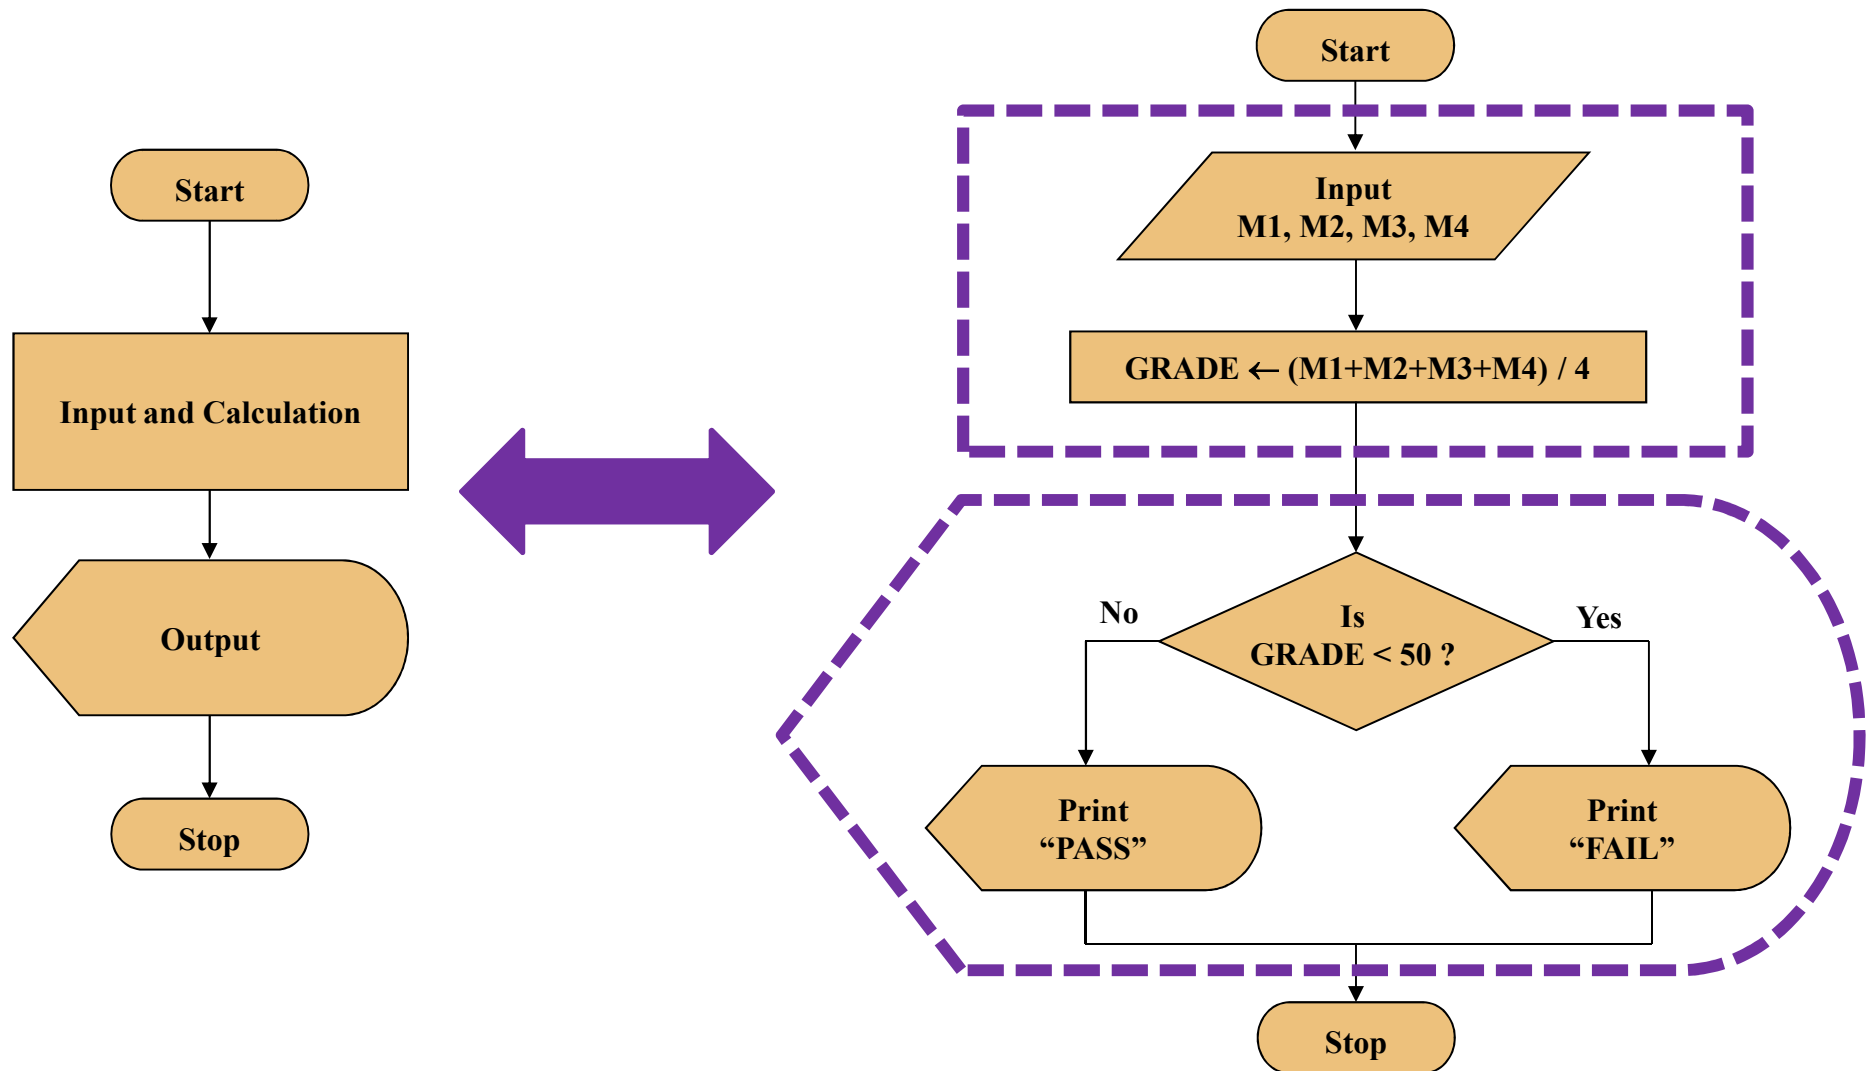 Start
Input and Calculation
Output
Stop
Start
Input
M1, M2, M3, M4
GRADE ← (M1+M2+M3+M4) / 4
Is
GRADE < 50 ?
No
Yes
Print
“PASS”
Print
“FAIL”
Stop